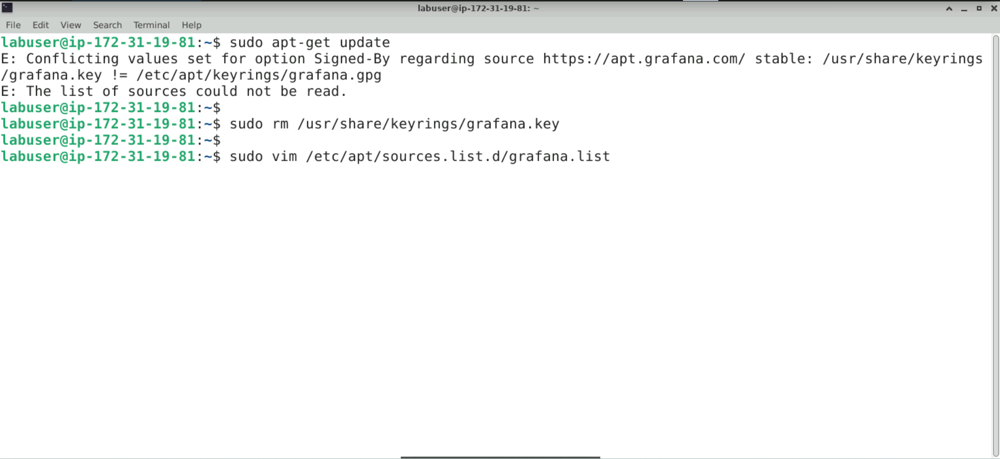 labuser@ip-172-31-19-81: ~
File Edit View Search Terminal Help
labuser@ip-172-31-19-81:~$ sudo apt-get update
E: Conflicting values set for option Signed-By regarding source https://apt.grafana.com/ stable: /usr/share/keyrings
/grafana.key != /etc/apt/keyrings/grafana.gpg
E: The list of sources could not be read.
labuser@ip-172-31-19-81:~$
labuser@ip-172-31-19-81:~$ sudo rm /usr/share/keyrings/grafana.key
labuser@ip-172-31-19-81:~$
labuser@ip-172-31-19-81:~$ sudo vim /etc/apt/sources.list.d/grafana.list